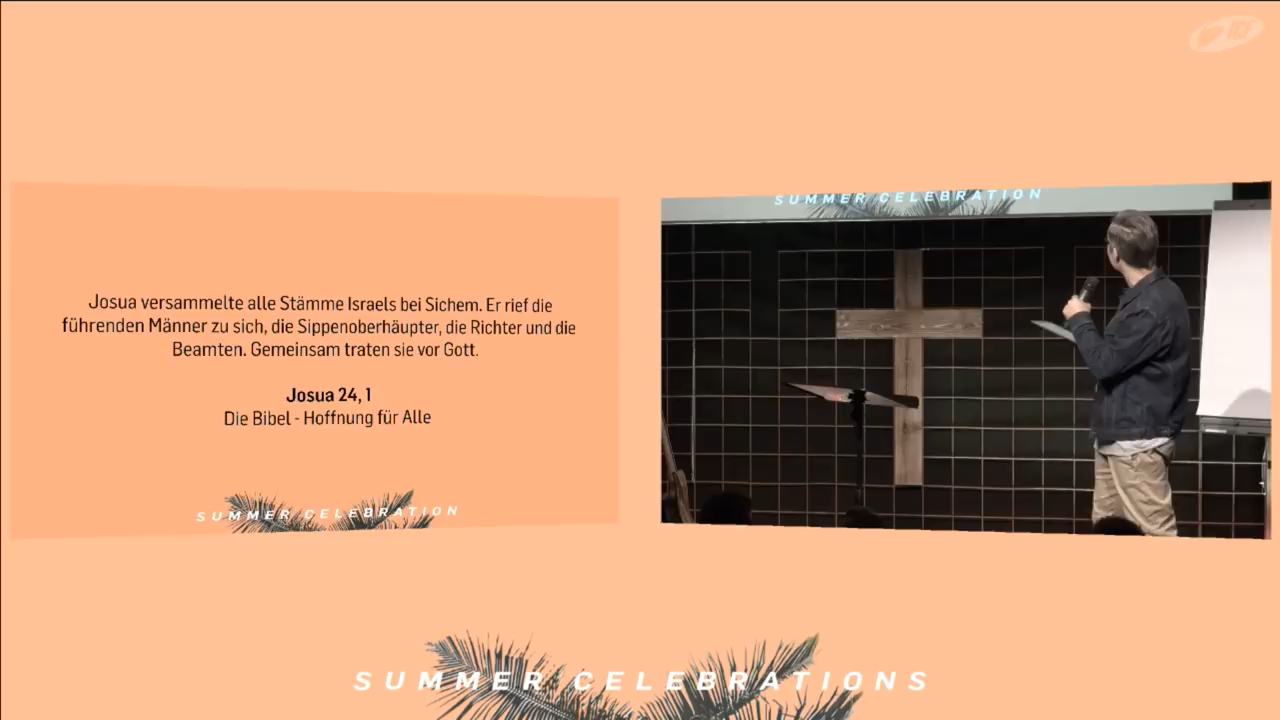 ICF
SUMMER CELEBRATION
Josua versammelte alle Stämme Israels bei Sichem. Er rief die
führenden Männer zu sich, die Sippenoberhäupter, die Richter und die
Beamten. Gemeinsam traten sie vor Gott.
Josua 24, 1
Die Bibel - Hoffnung für Alle
SUMMER CELEBRATION
SUMMER CELEBRATIONS